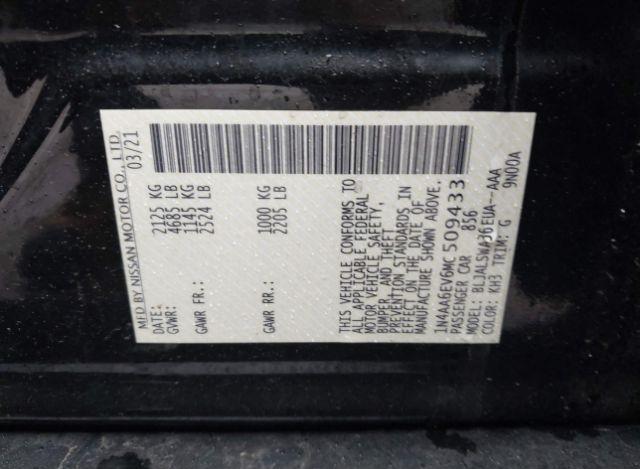 MFD BY NISSAN MOTOR CO., LTD.
03/21
GVWR: 2125 KG
4685 LB
GAWR FR.: 1145 KG
2524 LB
GAWR RR: 1000 KG
2205 LB
THIS VEHICLE CONFORMS TO
ALL APPLICABLE FEDERAL
MOTOR VEHICLE SAFETY,
BUMPER, AND THEFT
PREVENTION STANDARDS IN
EFFECT ON THE DATE OF
MANUFACTURE SHOWN ABOVE.
1N4AA6EV6MC509433
PASSENGER CAR 856
MODEL: BLJALSWA36EUA--AAA
COLOR: KH3 TRIM: G 9N00A